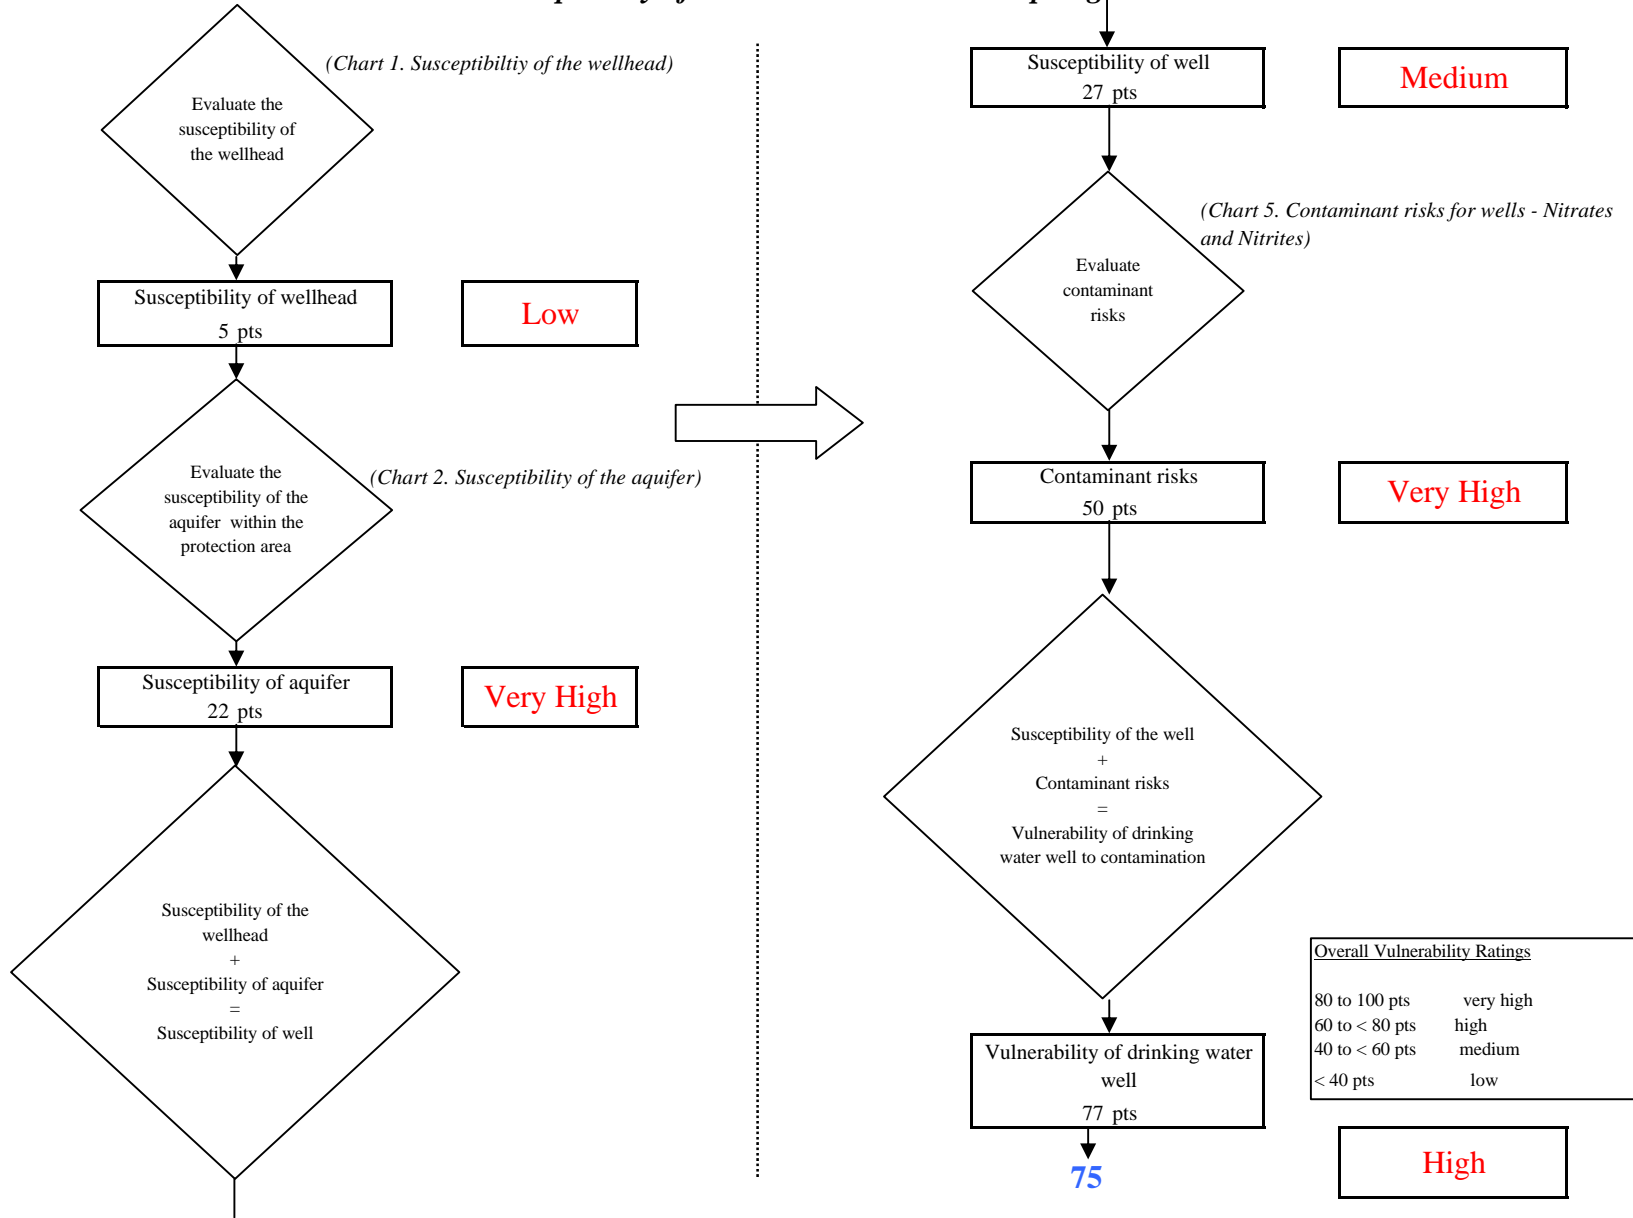 (Chart 1. Susceptibiltiy of the wellhead)
Evaluate the
susceptibility of
the wellhead
Susceptibility of wellhead
5 pts
Low
Evaluate the
susceptibility of the
aquifer within the
protection area
(Chart 2. Susceptibility of the aquifer)
Susceptibility of aquifer
22 pts
Very High
Susceptibility of the
wellhead
+
Susceptibility of aquifer
=
Susceptibility of well
Susceptibility of well
27 pts
Medium
(Chart 5. Contaminant risks for wells - Nitrates
and Nitrites)
Evaluate
contaminant
risks
Contaminant risks
50 pts
Very High
Susceptibility of the well
+
Contaminant risks
=
Vulnerability of drinking
water well to contamination
Overall Vulnerability Ratings
80 to 100 pts very high
60 to < 80 pts high
40 to < 60 pts medium
< 40 pts low
Vulnerability of drinking water
well
77 pts
75
High